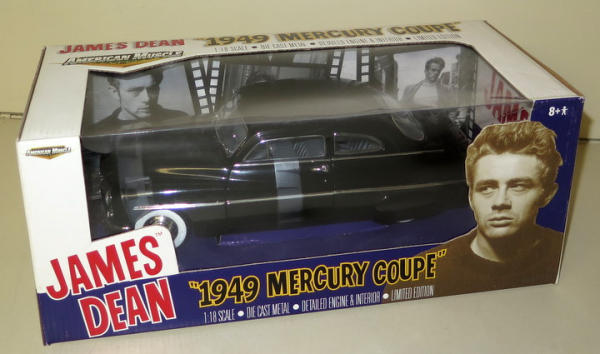 JAMES DEAN "1949 MERCURY COUPE"
AMERICAN MUSCLE 1:18 SCALE • DIE CAST METAL • DETAILED ENGINE & INTERIOR • LIMITED EDITION
JAMES
8+
AMERICAN MUSCLE
JAMES™
DEAN
"1949 MERCURY COUPE"
1:18 SCALE • DIE CAST METAL • DETAILED ENGINE & INTERIOR • LIMITED EDITION